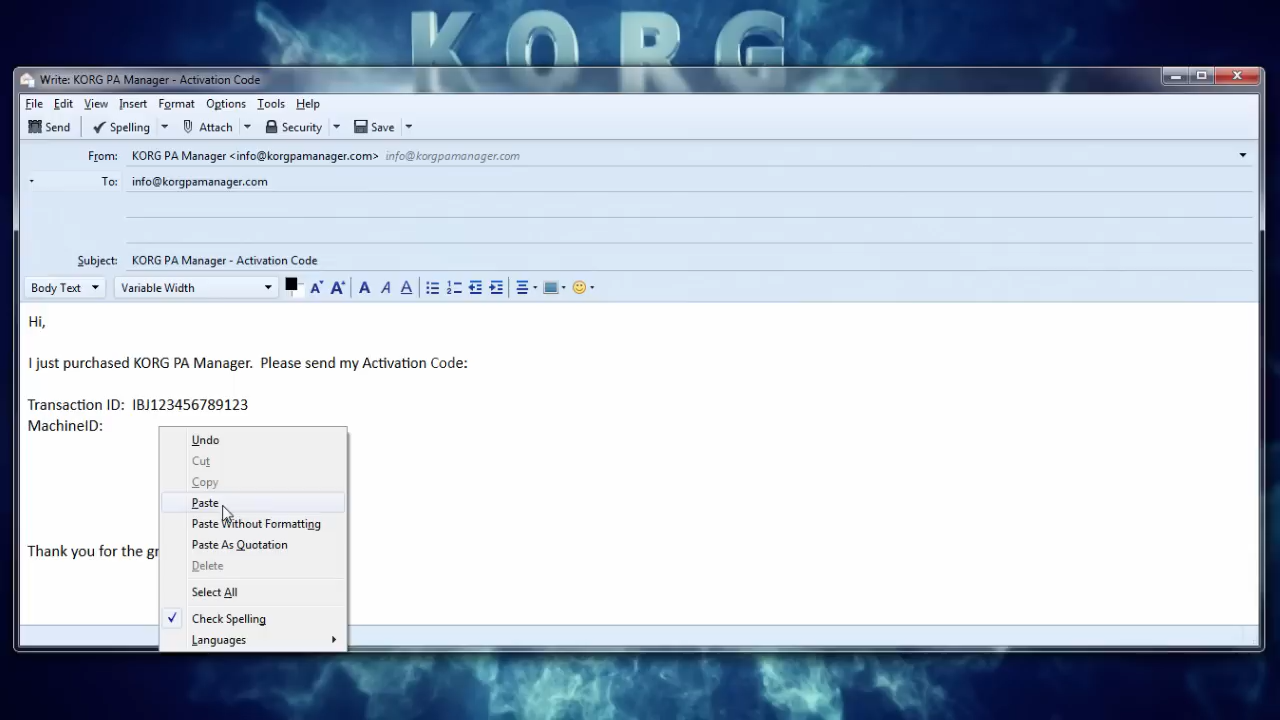 KORG
Write: KORG PA Manager - Activation Code
File Edit View Insert Format Options Tools Help
Send Spelling Attach Security Save
From: KORG PA Manager <info@korgpamanager.com> info@korgpamanager.com
To: info@korgpamanager.com
Subject: KORG PA Manager - Activation Code
Body Text Variable Width
Hi,
I just purchased KORG PA Manager.  Please send my Activation Code:
Transaction ID:  IBJ123456789123
MachineID:
Undo
Cut
Copy
Paste
Paste Without Formatting
Paste As Quotation
Thank you for the gr
Delete
Select All
Check Spelling
Languages